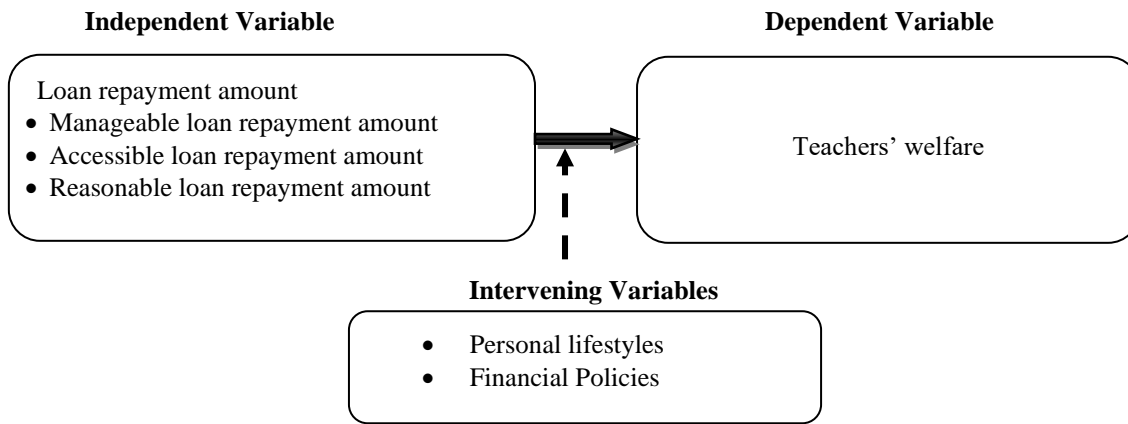 Independent Variable
Dependent Variable
Loan repayment amount
• Manageable loan repayment amount
• Accessible loan repayment amount
• Reasonable loan repayment amount
Teachers’ welfare
Intervening Variables
• Personal lifestyles
• Financial Policies